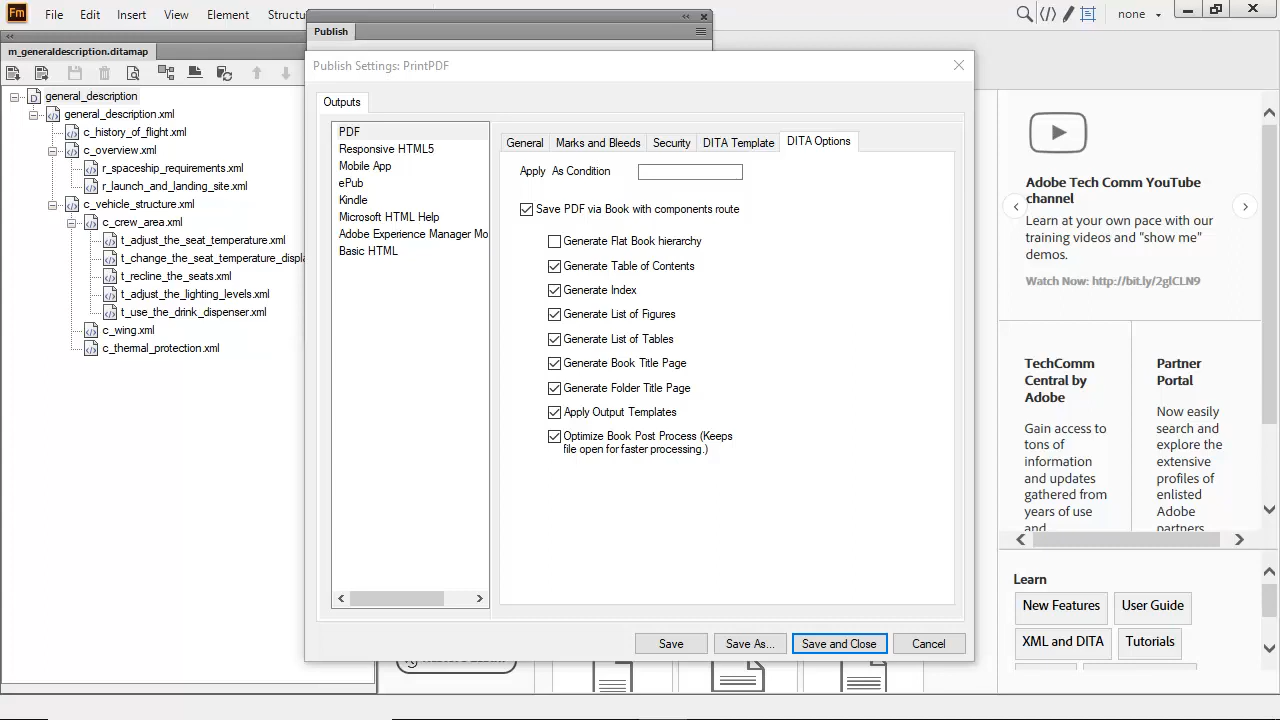 Fm
File
Edit
Insert
View
Element
Structu
none
Publish
m_generaldescription.ditamap
general_description
general_description.xml
c_history_of_flight.xml
c_overview.xml
r_spaceship_requirements.xml
r_launch_and_landing_site.xml
c_vehicle_structure.xml
c_crew_area.xml
t_adjust_the_seat_temperature.xml
t_change_the_seat_temperature_displa
t_recline_the_seats.xml
t_adjust_the_lighting_levels.xml
t_use_the_drink_dispenser.xml
c_wing.xml
c_thermal_protection.xml
Publish Settings: PrintPDF
Outputs
PDF
Responsive HTML5
Mobile App
ePub
Kindle
Microsoft HTML Help
Adobe Experience Manager Mo
Basic HTML
General
Marks and Bleeds
Security
DITA Template
DITA Options
Apply As Condition
Save PDF via Book with components route
Generate Flat Book hierarchy
Generate Table of Contents
Generate Index
Generate List of Figures
Generate List of Tables
Generate Book Title Page
Generate Folder Title Page
Apply Output Templates
Optimize Book Post Process (Keeps
file open for faster processing.)
Save
Save As...
Save and Close
Cancel
Adobe Tech Comm YouTube
channel
Learn at your own pace with our
training videos and "show me"
demos.
Watch Now: http://bit.ly/2glCLN9
TechComm
Central by
Adobe
Gain access to
tons of
information
and updates
gathered from
years of use
and
Partner
Portal
Now easily
search and
explore the
extensive
profiles of
enlisted
Adobe
partners
Learn
New Features
User Guide
XML and DITA
Tutorials